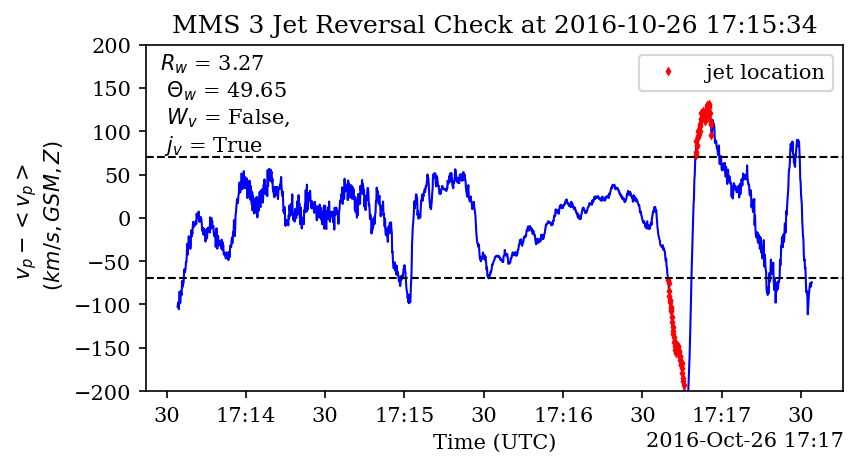 MMS 3 Jet Reversal Check at 2016-10-26 17:15:34
R_w = 3.27
Θ_w = 49.65
W_v = False,
j_v = True
jet location
200
150
100
50
0
−50
−100
−150
−200
v_p − < v_p >
(km/s, GSM, Z)
30 17:14 30 17:15 30 17:16 30 17:17 30
Time (UTC)
2016-Oct-26 17:17